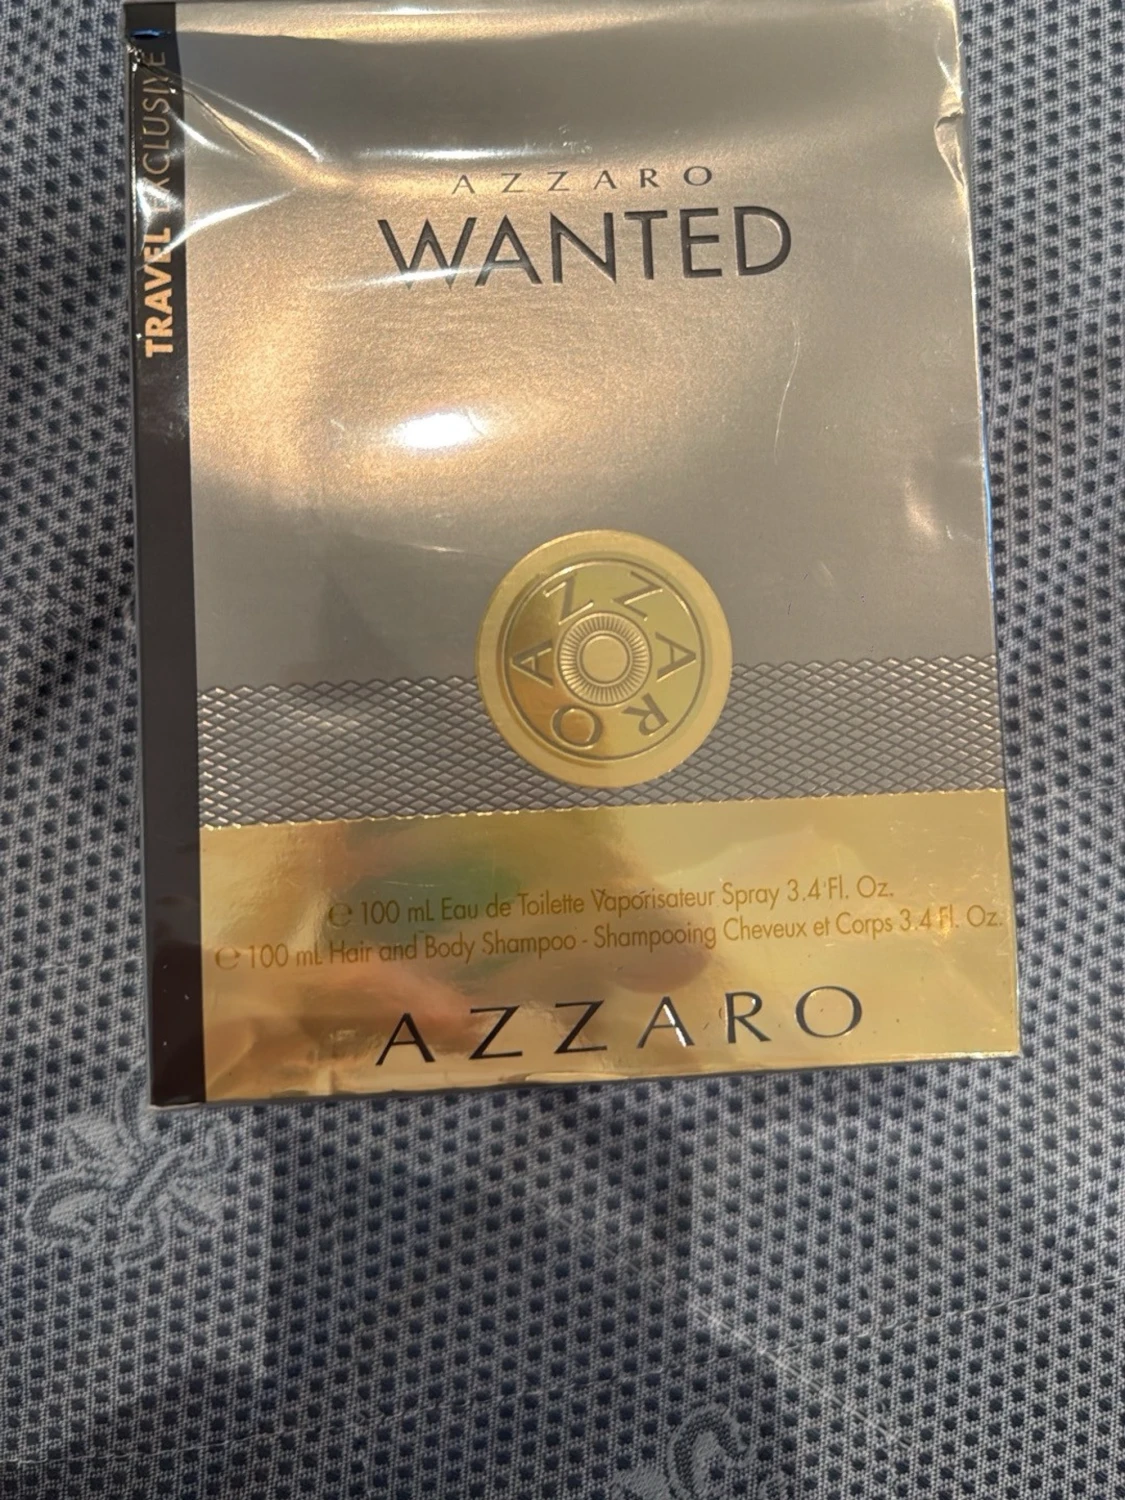 TRAVEL EXCLUSIVE
AZZARO
WANTED
AZZARO
℮ 100 mL Eau de Toilette Vaporisateur Spray 3.4 Fl. Oz.
℮ 100 mL Hair and Body Shampoo - Shampooing Cheveux et Corps 3.4 Fl. Oz.
AZZARO